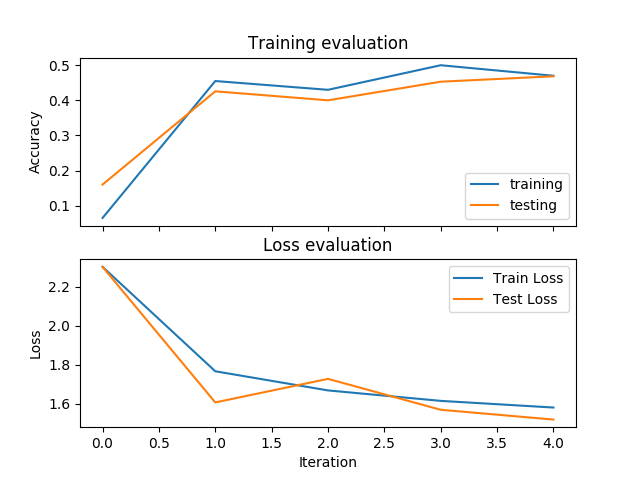 Training evaluation
0.5
0.4
0.3
0.2
0.1
Accuracy
training
testing
Loss evaluation
2.2
2.0
1.8
1.6
Loss
Train Loss
Test Loss
0.0 0.5 1.0 1.5 2.0 2.5 3.0 3.5 4.0
Iteration